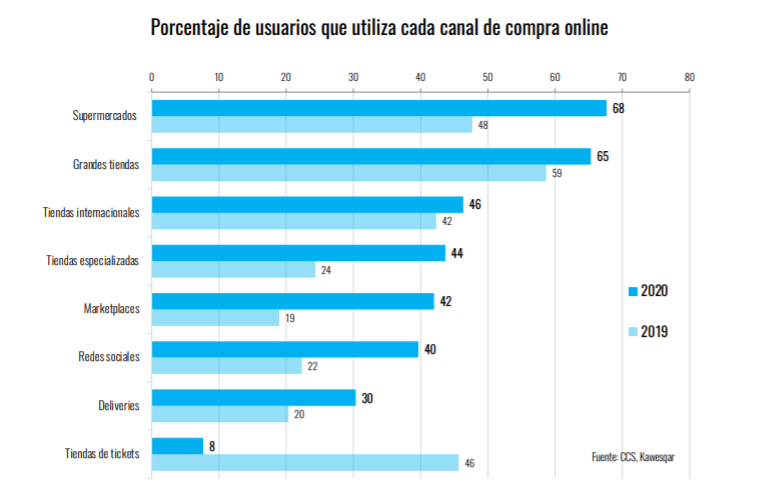 Porcentaje de usuarios que utiliza cada canal de compra online
0 10 20 30 40 50 60 70 80
Supermercados 68
48
Grandes tiendas 65
59
Tiendas internacionales 46
42
Tiendas especializadas 44
24
Marketplaces 42
19
Redes sociales 40
22
Deliveries 30
20
Tiendas de tickets 8
46
2020
2019
Fuente: CCS, Kawesqar